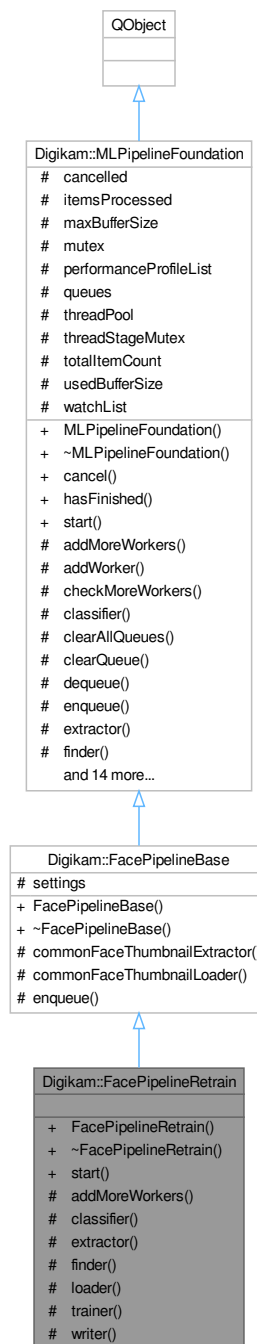 QObject
Digikam::MLPipelineFoundation
# cancelled
# itemsProcessed
# maxBufferSize
# mutex
# performanceProfileList
# queues
# threadPool
# threadStageMutex
# totalItemCount
# usedBufferSize
# watchList
+ MLPipelineFoundation()
+ ~MLPipelineFoundation()
+ cancel()
+ hasFinished()
+ start()
# addMoreWorkers()
# addWorker()
# checkMoreWorkers()
# classifier()
# clearAllQueues()
# clearQueue()
# dequeue()
# enqueue()
# extractor()
# finder()
and 14 more...
Digikam::FacePipelineBase
# settings
+ FacePipelineBase()
+ ~FacePipelineBase()
# commonFaceThumbnailExtractor(
# commonFaceThumbnailLoader()
# enqueue()
Digikam::FacePipelineRetrain
+ FacePipelineRetrain()
+ ~FacePipelineRetrain()
+ start()
# addMoreWorkers()
# classifier()
# extractor()
# finder()
# loader()
# trainer()
# writer()